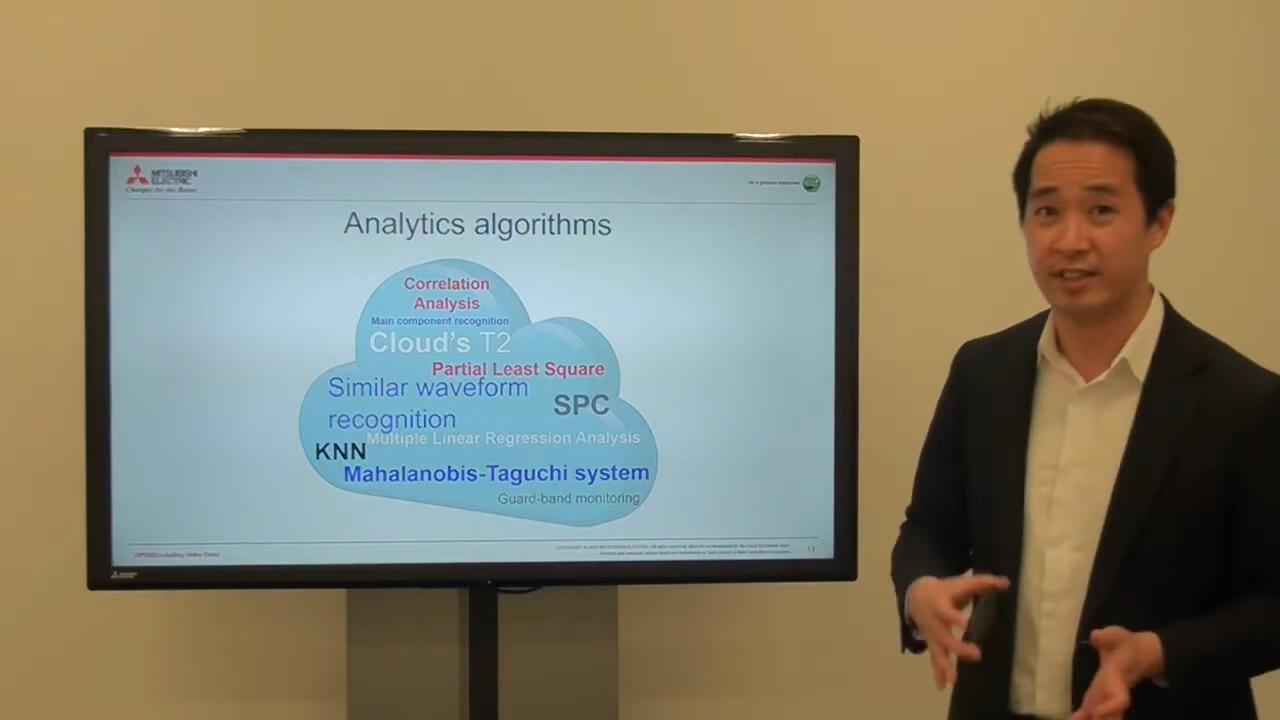 MITSUBISHI
ELECTRIC
Changes for the Better
Analytics algorithms
Correlation
Analysis
Main component recognition
Cloud's T2
Partial Least Square
Similar waveform
recognition
SPC
Multiple Linear Regression Analysis
KNN
Mahalanobis-Taguchi system
Guard-band monitoring
13